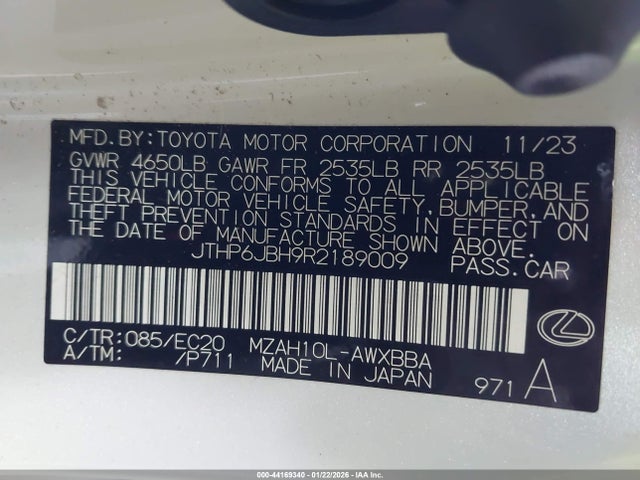 MFD.BY: TOYOTA MOTOR CORPORATION 11/23
GVWR 4650LB GAWR FR 2535LB RR 2535LB
THIS VEHICLE CONFORMS TO ALL APPLICABLE
FEDERAL MOTOR VEHICLE SAFETY, BUMPER, AND
THEFT PREVENTION STANDARDS IN EFFECT ON
THE DATE OF MANUFACTURE SHOWN ABOVE.
JTHP6JBH9R2189009 PASS.CAR
C/TR: 085/EC20 MZAH10L-AWXBBA
A/TM: /P711 MADE IN JAPAN 971 A
000-44169340 - 01/22/2026 - IAAI.COM